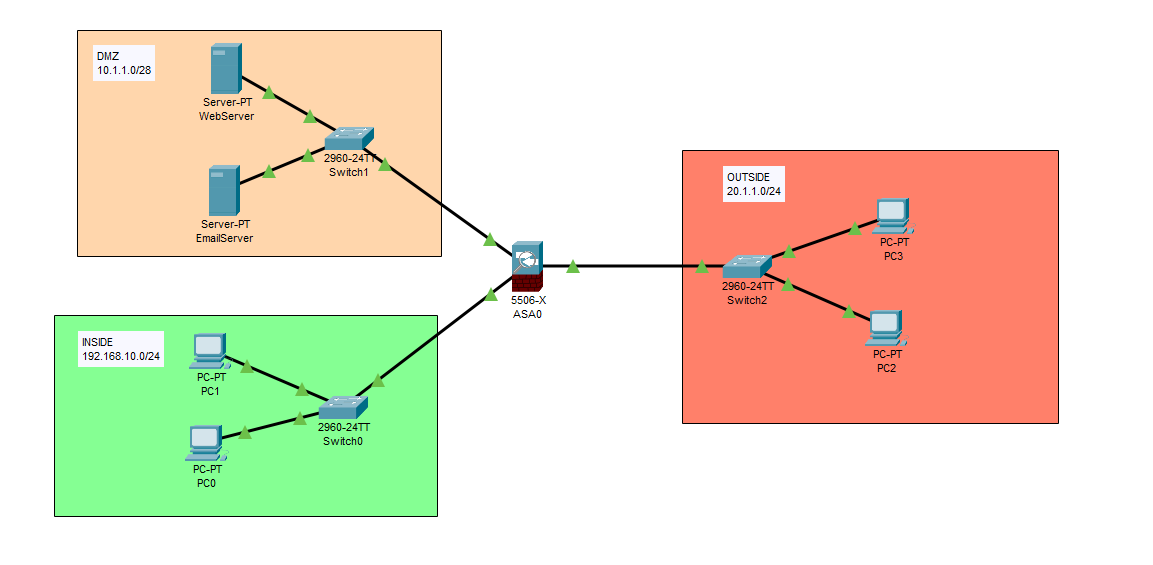 DMZ
10.1.1.0/28
Server-PT
WebServer
2960-24TT
Switch1
Server-PT
EmailServer
OUTSIDE
20.1.1.0/24
PC-PT
PC3
2960-24TT
Switch2
PC-PT
PC2
5506-X
ASA0
INSIDE
192.168.10.0/24
PC-PT
PC1
2960-24TT
Switch0
PC-PT
PC0